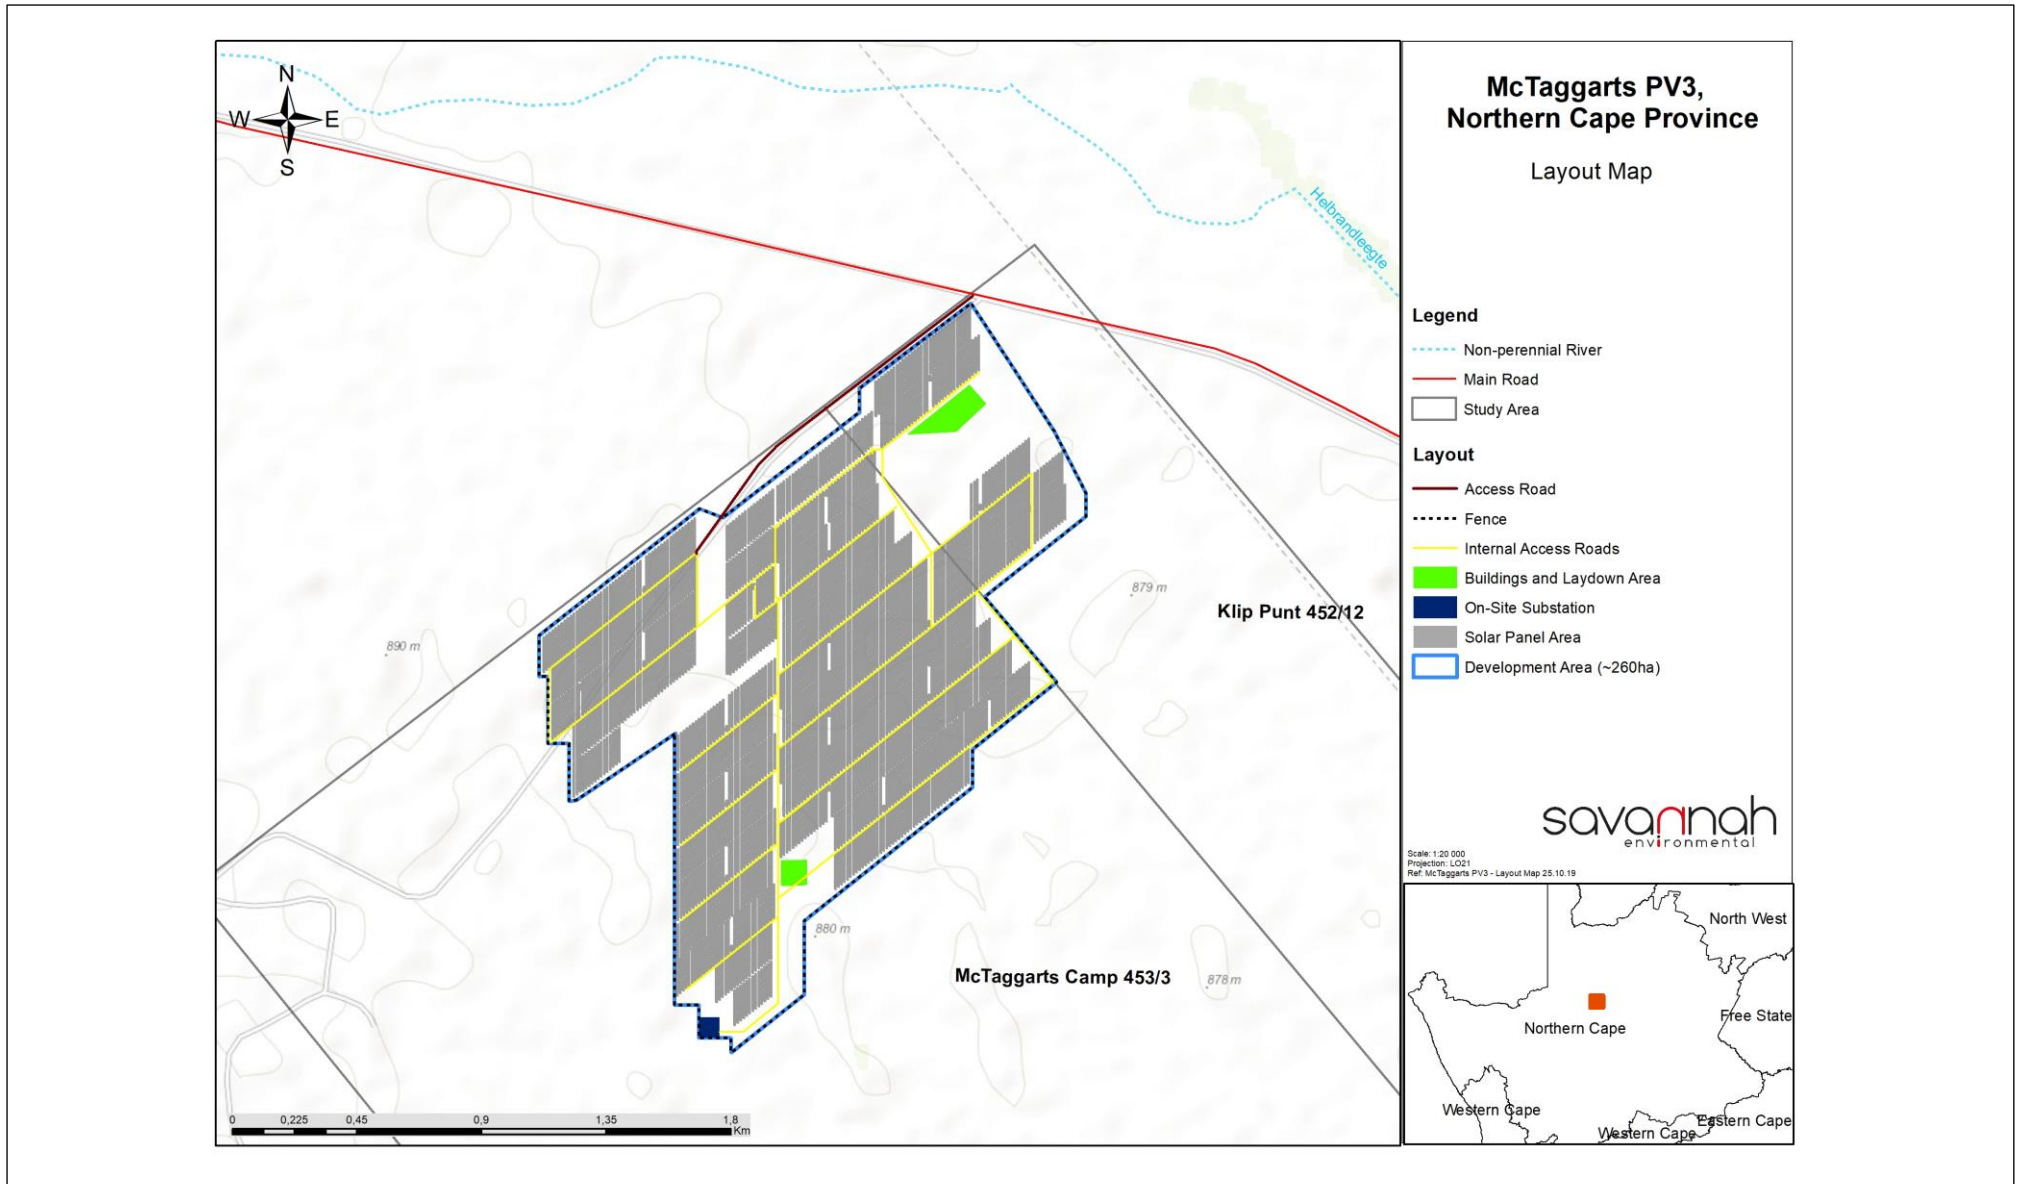 N
W
E
S
Helbrandleegte
890 m
879 m
Klip Punt 452/12
880 m
McTaggarts Camp 453/3
878 m
0 0,225 0,45 0,9 1,35 1,8
Km
McTaggarts PV3,
Northern Cape Province
Layout Map
Legend
Non-perennial River
Main Road
Study Area
Layout
Access Road
Fence
Internal Access Roads
Buildings and Laydown Area
On-Site Substation
Solar Panel Area
Development Area (~260ha)
savannah
environmental
Scale: 1:20 000
Projection: LO21
Ref: McTaggarts PV3 - Layout Map 25.10.19
North West
Northern Cape
Free State
Western Cape
Eastern Cape
Western Cape